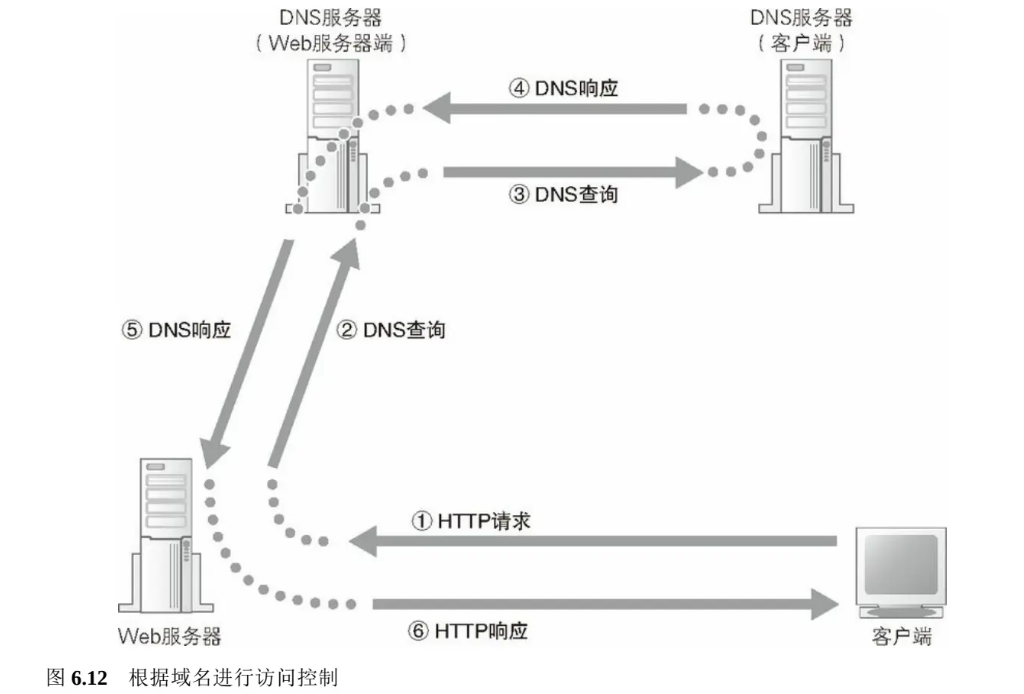 DNS服务器
（Web服务器端）
DNS服务器
（客户端）
④ DNS响应
③ DNS查询
⑤ DNS响应
② DNS查询
① HTTP请求
⑥ HTTP响应
Web服务器
客户端
图 6.12 根据域名进行访问控制